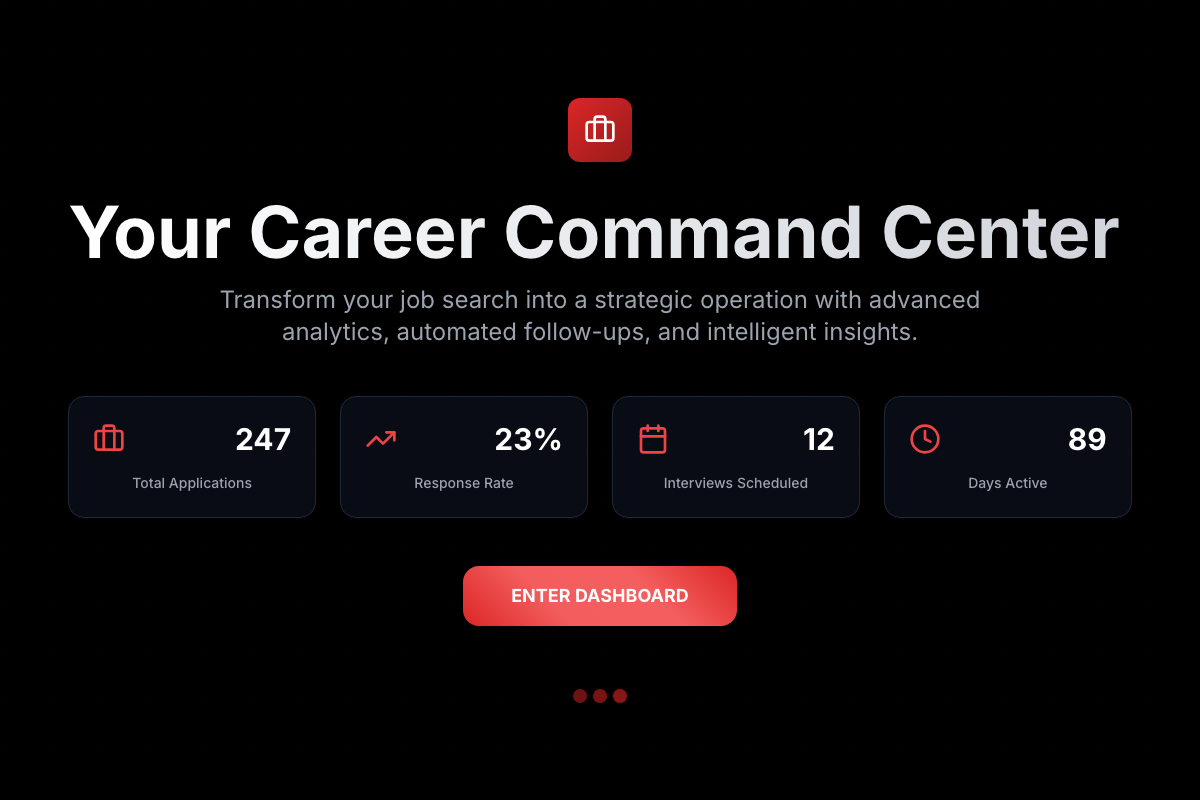 Your Career Command Center
Transform your job search into a strategic operation with advanced
analytics, automated follow-ups, and intelligent insights.
247
Total Applications
23%
Response Rate
12
Interviews Scheduled
89
Days Active
ENTER DASHBOARD